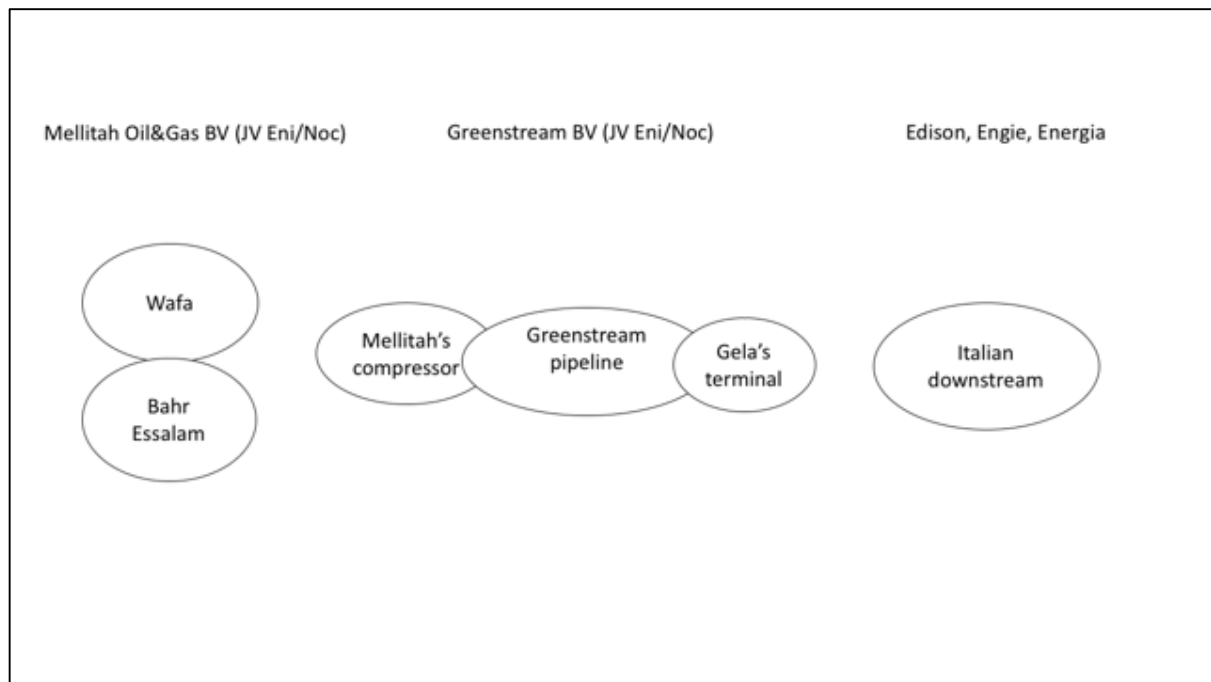 Mellitah Oil&Gas BV (JV Eni/Noc)
Greenstream BV (JV Eni/Noc)
Edison, Engie, Energia
Wafa
Bahr
Essalam
Mellitah's
compressor
Greenstream
pipeline
Gela's
terminal
Italian
downstream